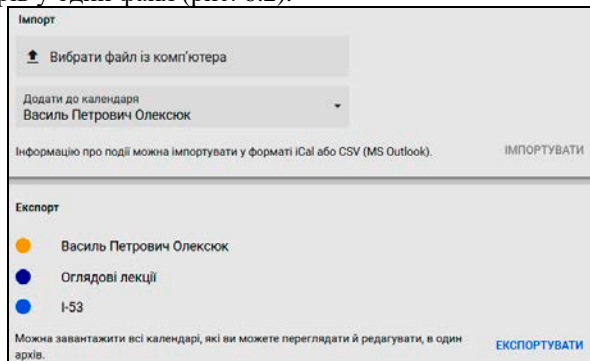 у один файл (рис. 6.2).
Імпорт
Вибрати файл із комп'ютера
Додати до календаря
Василь Петрович Олексюк
Інформацію про події можна імпортувати у форматі iCal або CSV (MS Outlook). ІМПОРТУВАТИ
Експорт
Василь Петрович Олексюк
Оглядові лекції
І-53
Можна завантажити всі календарі, які ви можете переглядати й редагувати, в один
архів. ЕКСПОРТУВАТИ